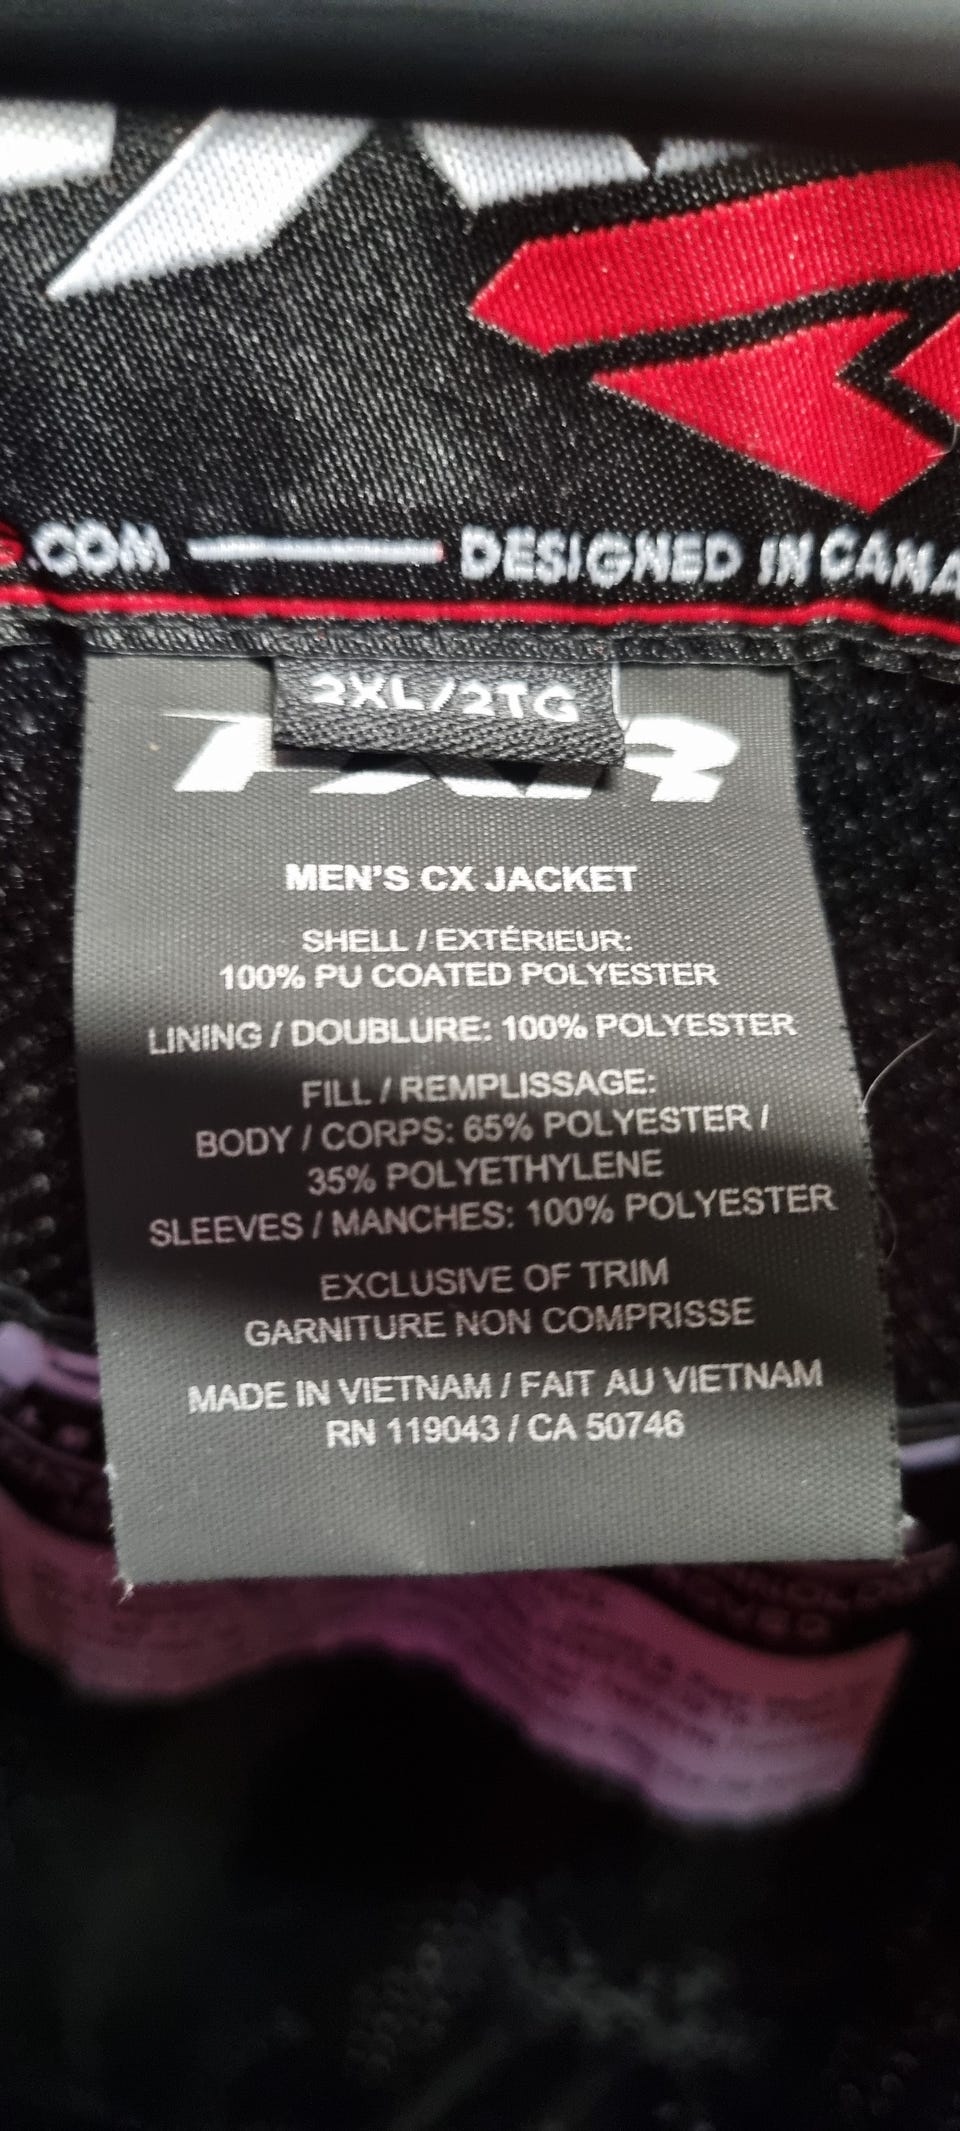 .COM — DESIGNED IN CANA
2XL/2TG
FXR
MEN'S CX JACKET
SHELL / EXTÉRIEUR:
100% PU COATED POLYESTER
LINING / DOUBLURE: 100% POLYESTER
FILL / REMPLISSAGE:
BODY / CORPS: 65% POLYESTER /
35% POLYETHYLENE
SLEEVES / MANCHES: 100% POLYESTER
EXCLUSIVE OF TRIM
GARNITURE NON COMPRISSE
MADE IN VIETNAM / FAIT AU VIETNAM
RN 119043 / CA 50746